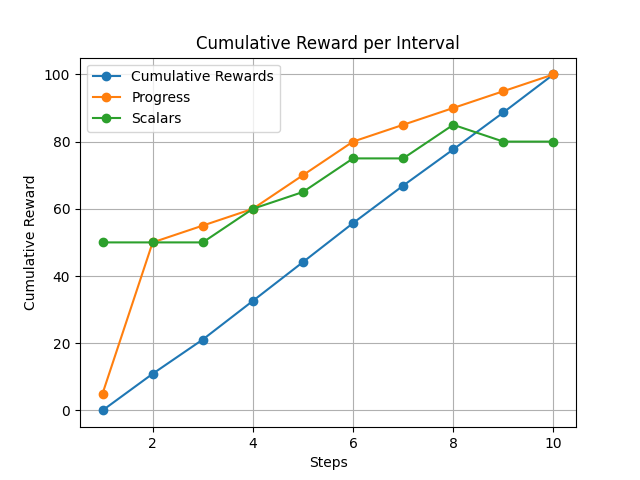 Cumulative Reward per Interval
Cumulative Rewards
Progress
Scalars
Cumulative Reward
100
80
60
40
20
0
2 4 6 8 10
Steps